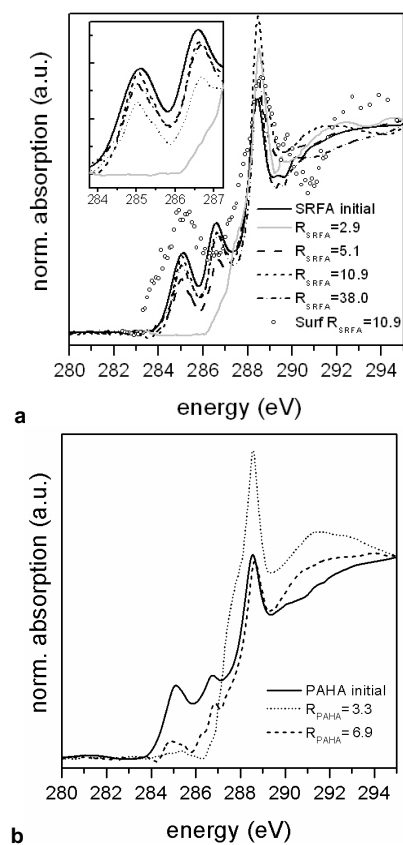 norm. absorption (a.u.)
284 285 286 287
SRFA initial
R_SRFA=2.9
R_SRFA=5.1
R_SRFA=10.9
R_SRFA=38.0
Surf R_SRFA=10.9
280 282 284 286 288 290 292 294
energy (eV)
a
norm. absorption (a.u.)
PAHA initial
R_PAHA=3.3
R_PAHA=6.9
280 282 284 286 288 290 292 294
energy (eV)
b